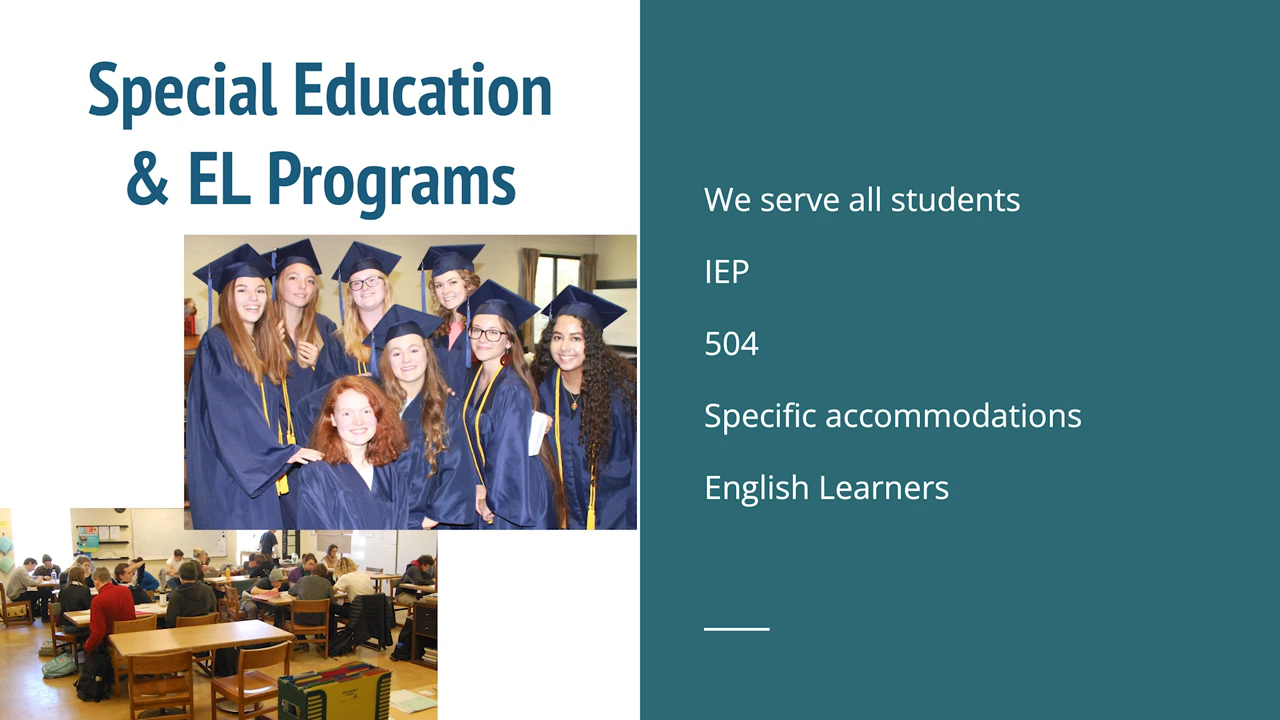 Special Education
& EL Programs
We serve all students
IEP
504
Specific accommodations
English Learners